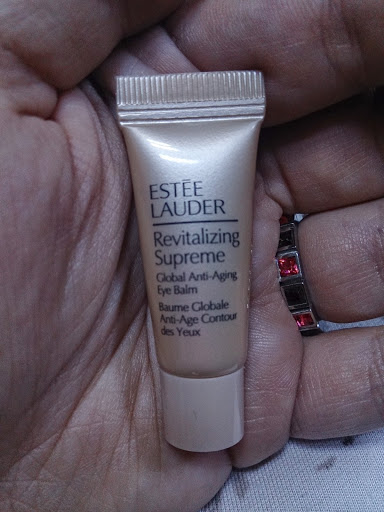 ESTĒE
LAUDER
Revitalizing
Supreme
Global Anti-Aging
Eye Balm
Baume Globale
Anti-Age Contour
des Yeux